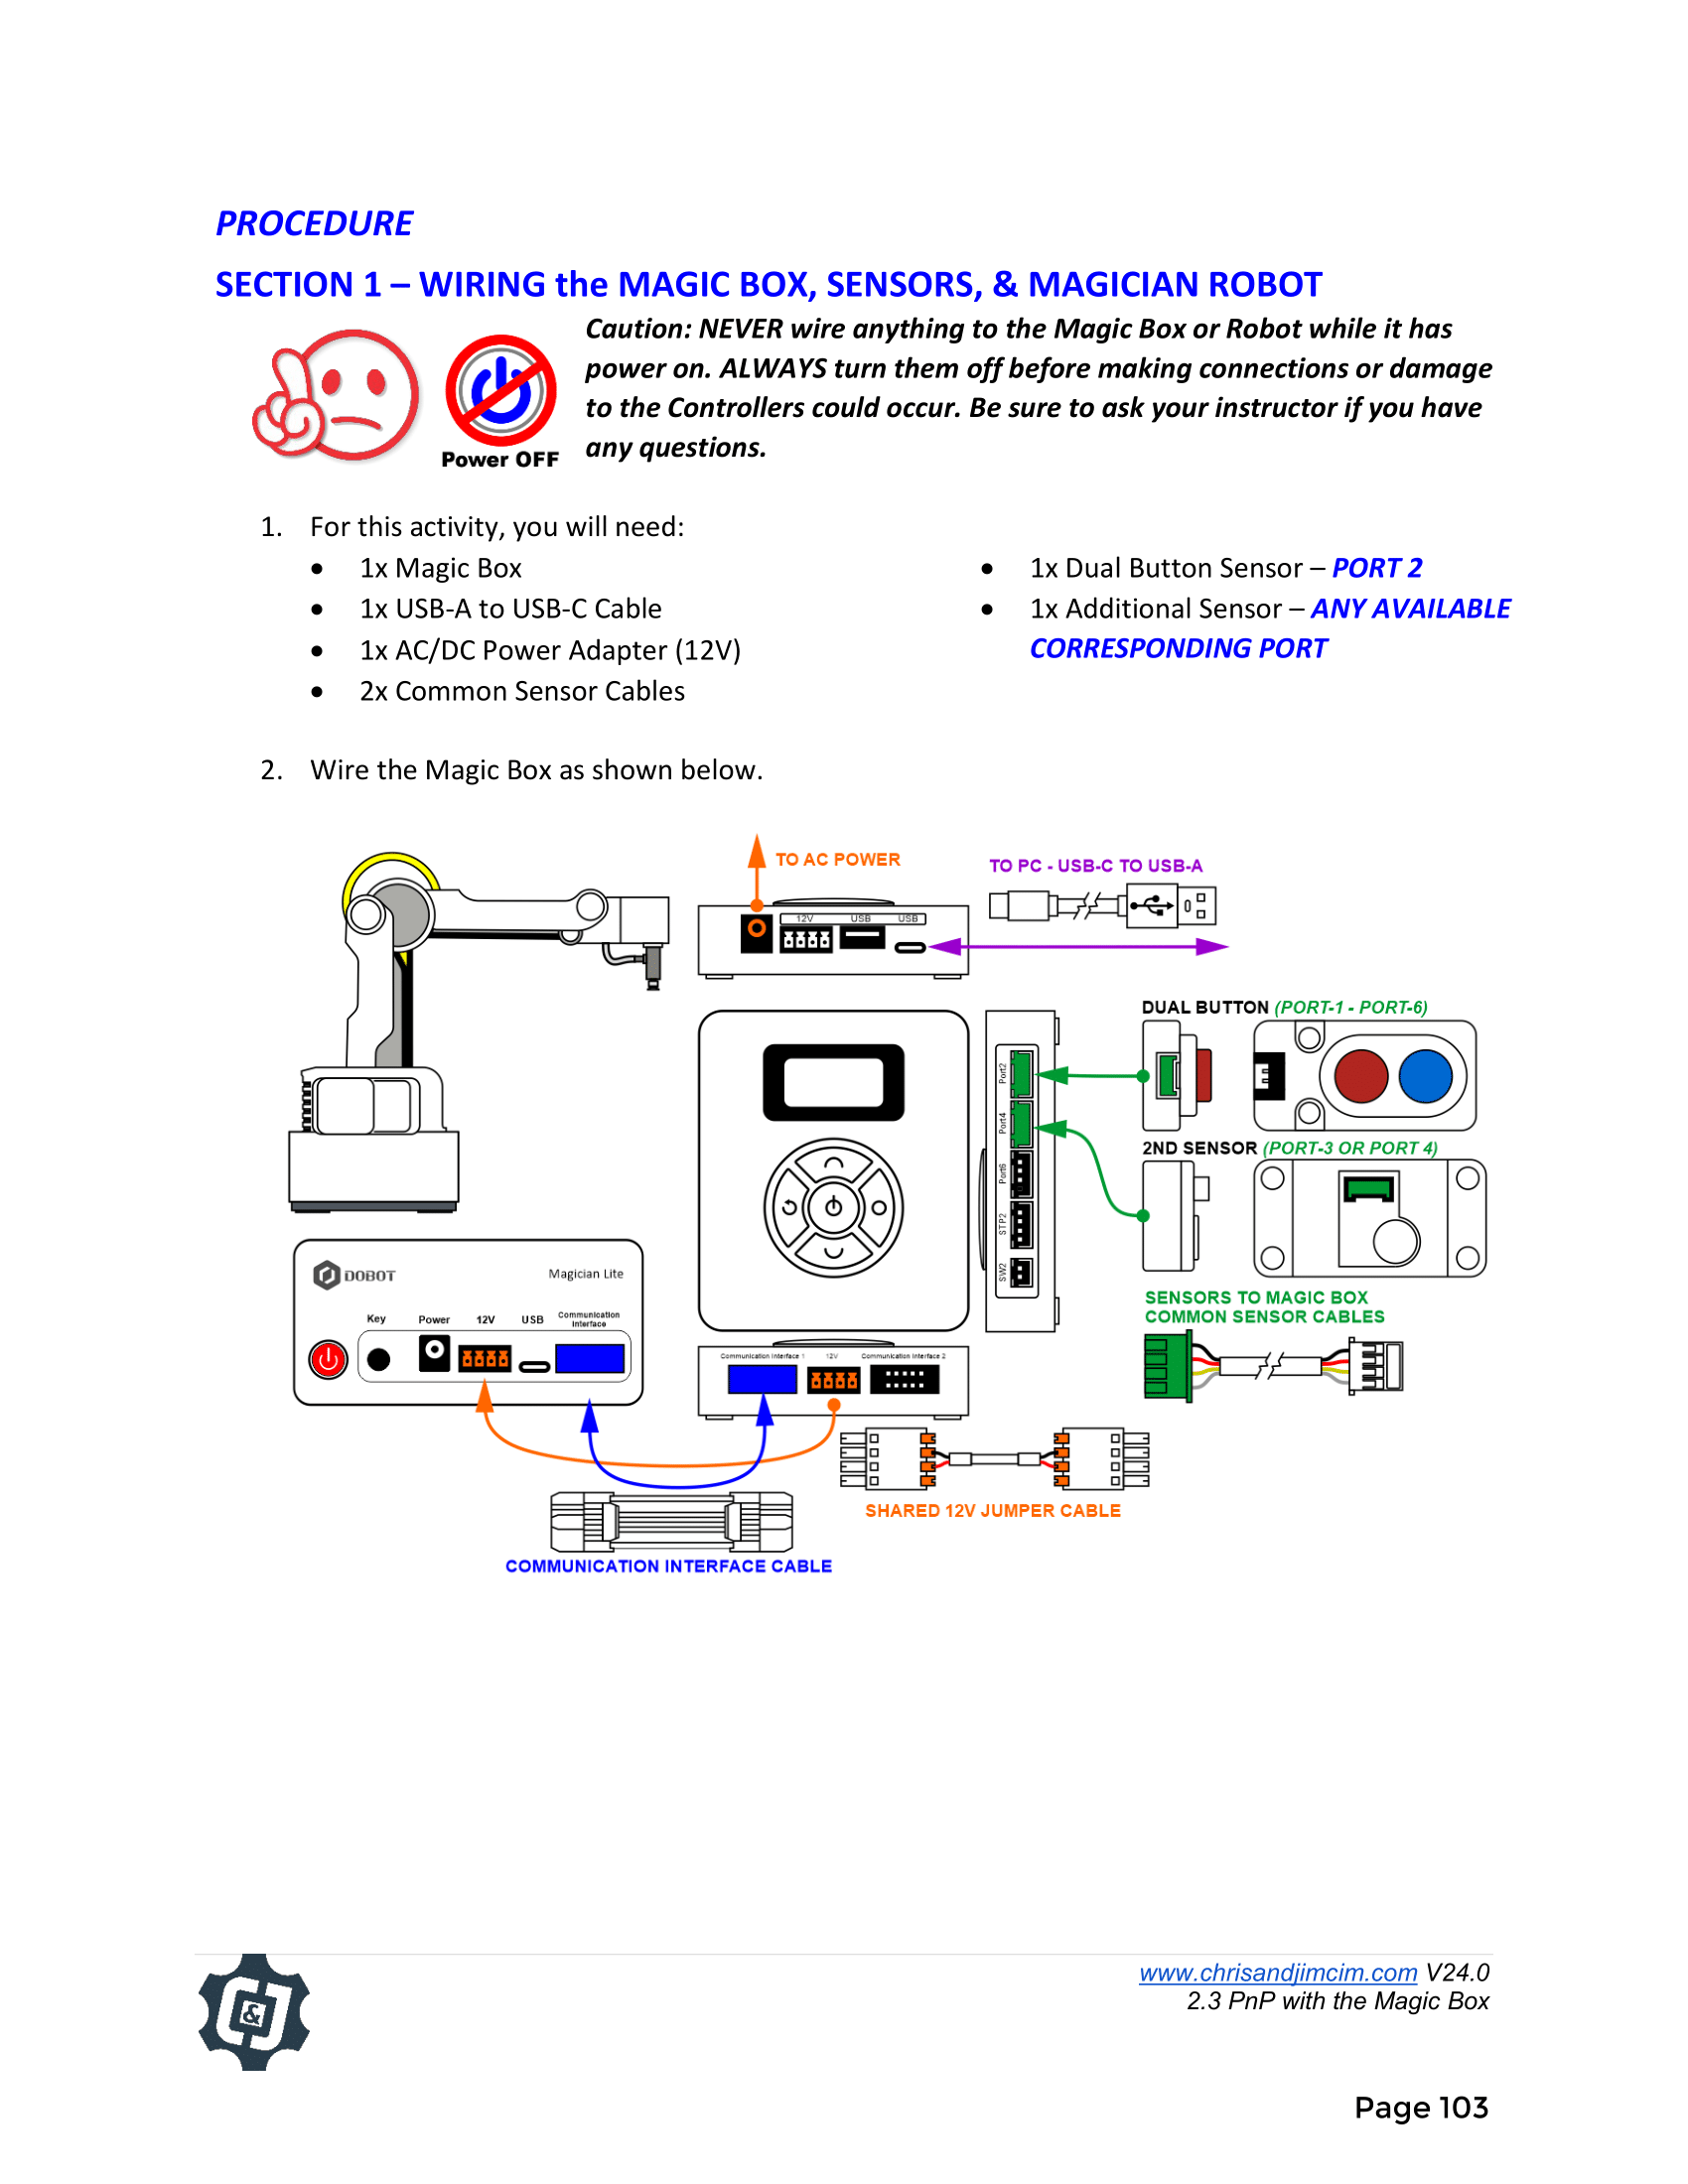 PROCEDURE
SECTION 1 – WIRING the MAGIC BOX, SENSORS, & MAGICIAN ROBOT
Caution: NEVER wire anything to the Magic Box or Robot while it has
power on. ALWAYS turn them off before making connections or damage
to the Controllers could occur. Be sure to ask your instructor if you have
any questions.
Power OFF
1. For this activity, you will need:
• 1x Magic Box
• 1x USB-A to USB-C Cable
• 1x AC/DC Power Adapter (12V)
• 2x Common Sensor Cables
• 1x Dual Button Sensor – PORT 2
• 1x Additional Sensor – ANY AVAILABLE
CORRESPONDING PORT
2. Wire the Magic Box as shown below.
TO AC POWER
TO PC - USB-C TO USB-A
12V USB USB
DUAL BUTTON (PORT-1 - PORT-6)
Port2
Port4
Port6
STP2
SW2
2ND SENSOR (PORT-3 OR PORT 4)
DOBOT
Magician Lite
Key Power 12V USB Communication
Interface
SENSORS TO MAGIC BOX
COMMON SENSOR CABLES
Communication Interface 1 12V Communication Interface 2
SHARED 12V JUMPER CABLE
COMMUNICATION INTERFACE CABLE
&
www.chrisandjimcim.com V24.0
2.3 PnP with the Magic Box
Page 103